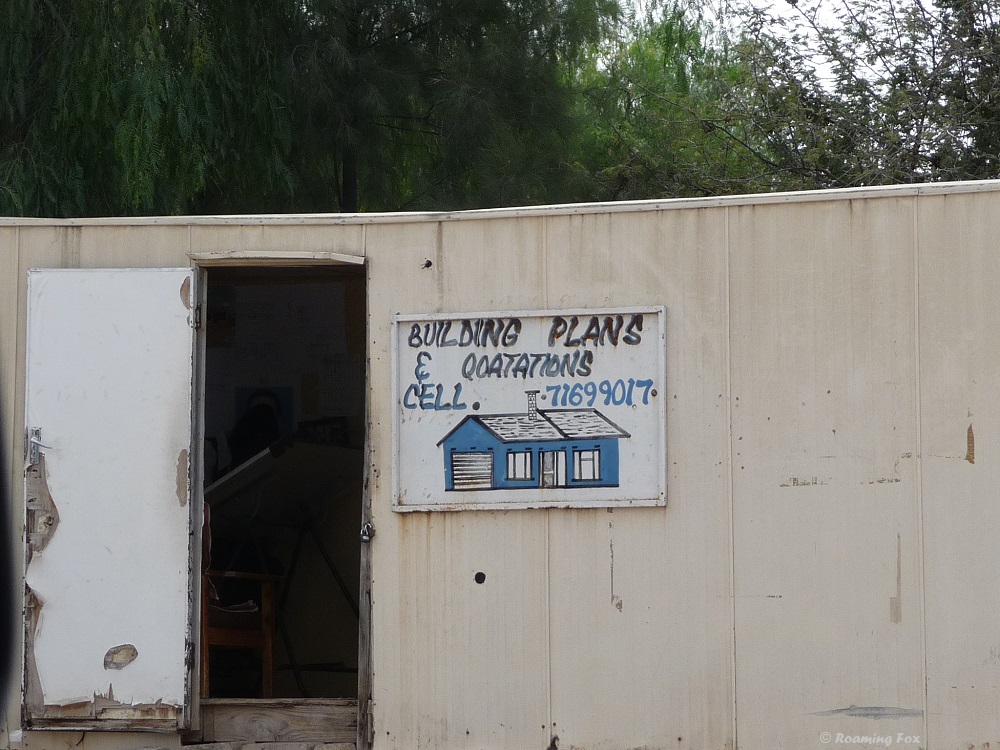 BUILDING PLANS
& QOATATIONS
CELL. 71699017.
© Roaming Fox